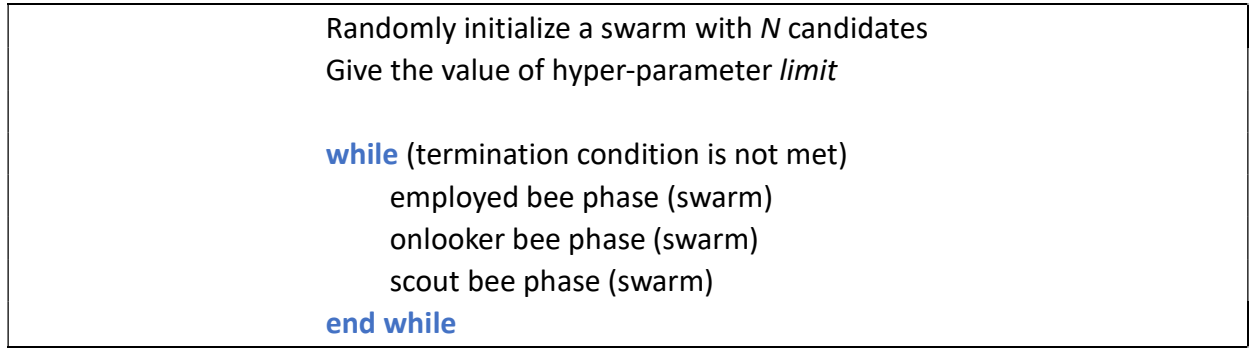 Randomly initialize a swarm with N candidates
Give the value of hyper-parameter limit
while (termination condition is not met)
employed bee phase (swarm)
onlooker bee phase (swarm)
scout bee phase (swarm)
end while